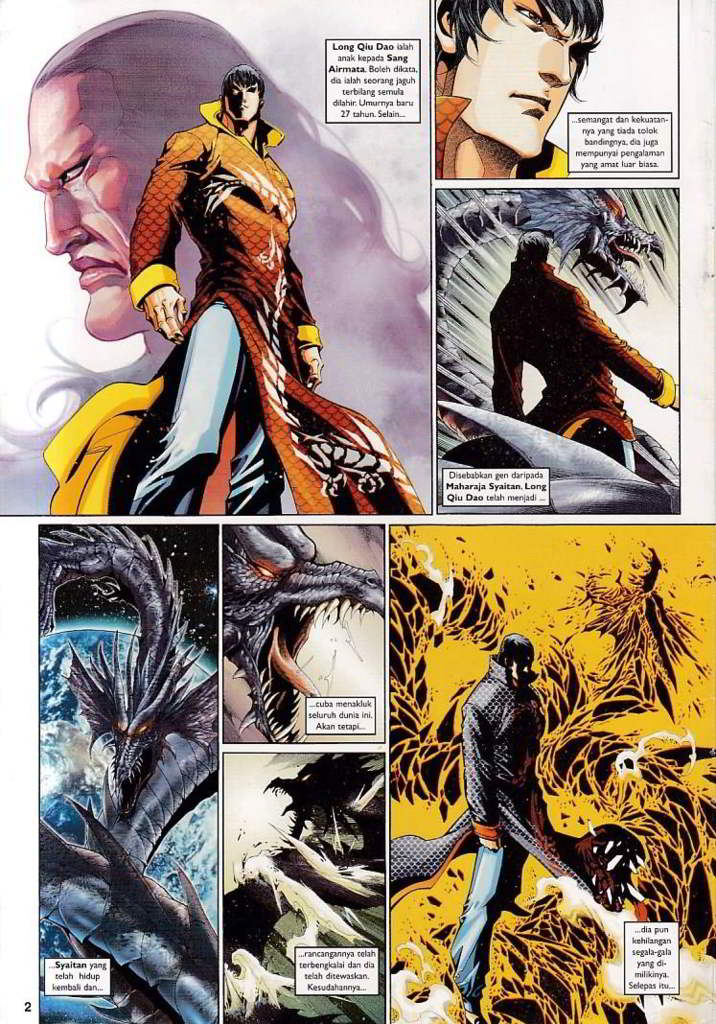 Long Qiu Dao ialah
anak kepada Sang
Airmata. Boleh dikata,
dia ialah seorang jaguh
terbilang semula
dilahir. Umurnya baru
27 tahun. Selain...
...semangat dan kekuatan-
nya yang tiada tolok
bandingnya, dia juga
mempunyai pengalaman
yang amat luar biasa.
Disebabkan gen daripada
Maharaja Syaitan. Long
Qiu Dao telah menjadi ...
...Syaitan yang
telah hidup
kembali dan...
...cuba menakluk
seluruh dunia ini.
Akan tetapi...
...rancangannya telah
terbengkalai dan dia
telah ditewaskan.
Kesudahannya...
...dia pun
kehilangan
segala-gala
yang di-
milikinya.
Selepas itu...
2